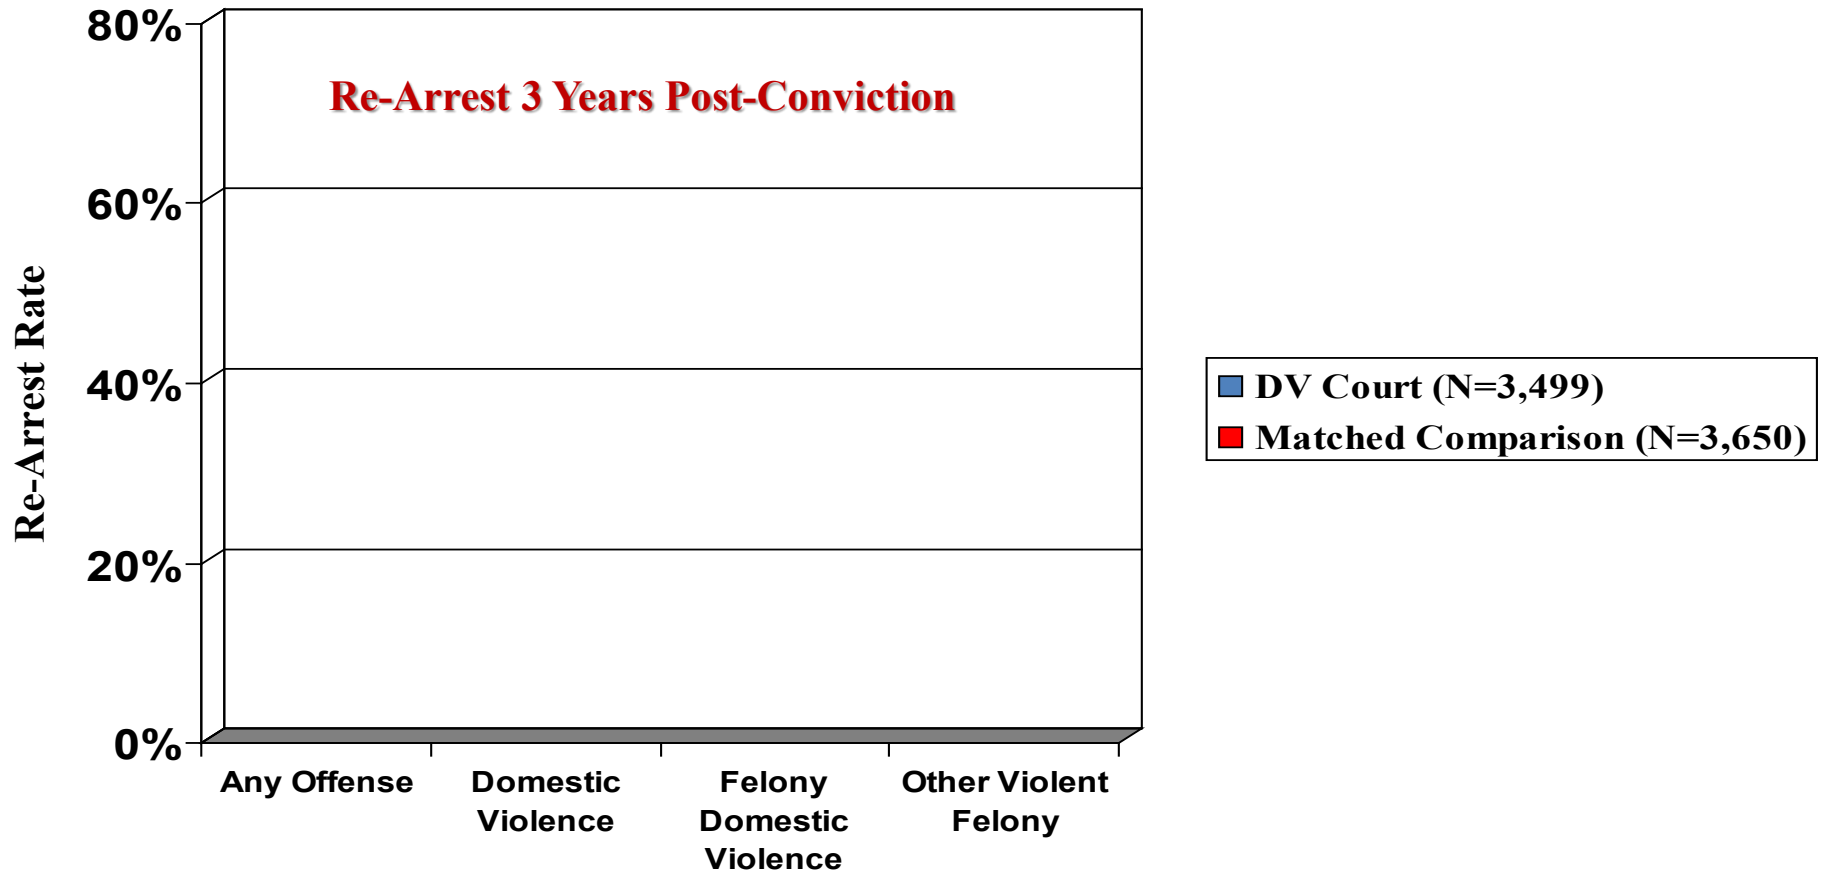 Re-Arrest 3 Years Post-Conviction
Re-Arrest Rate
80%
60%
40%
20%
0%
Any Offense
Domestic
Violence
Felony
Domestic
Violence
Other Violent
Felony
DV Court (N=3,499)
Matched Comparison (N=3,650)